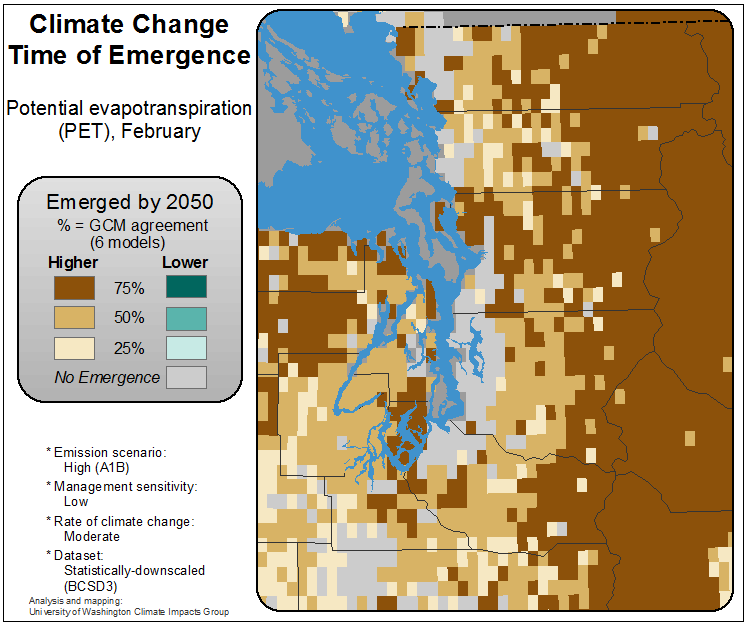 Climate Change
Time of Emergence
Potential evapotranspiration
(PET), February
Emerged by 2050
% = GCM agreement
(6 models)
Higher Lower
75%
50%
25%
No Emergence
* Emission scenario:
High (A1B)
* Management sensitivity:
Low
* Rate of climate change:
Moderate
* Dataset:
Statistically-downscaled
(BCSD3)
Analysis and mapping:
University of Washington Climate Impacts Group